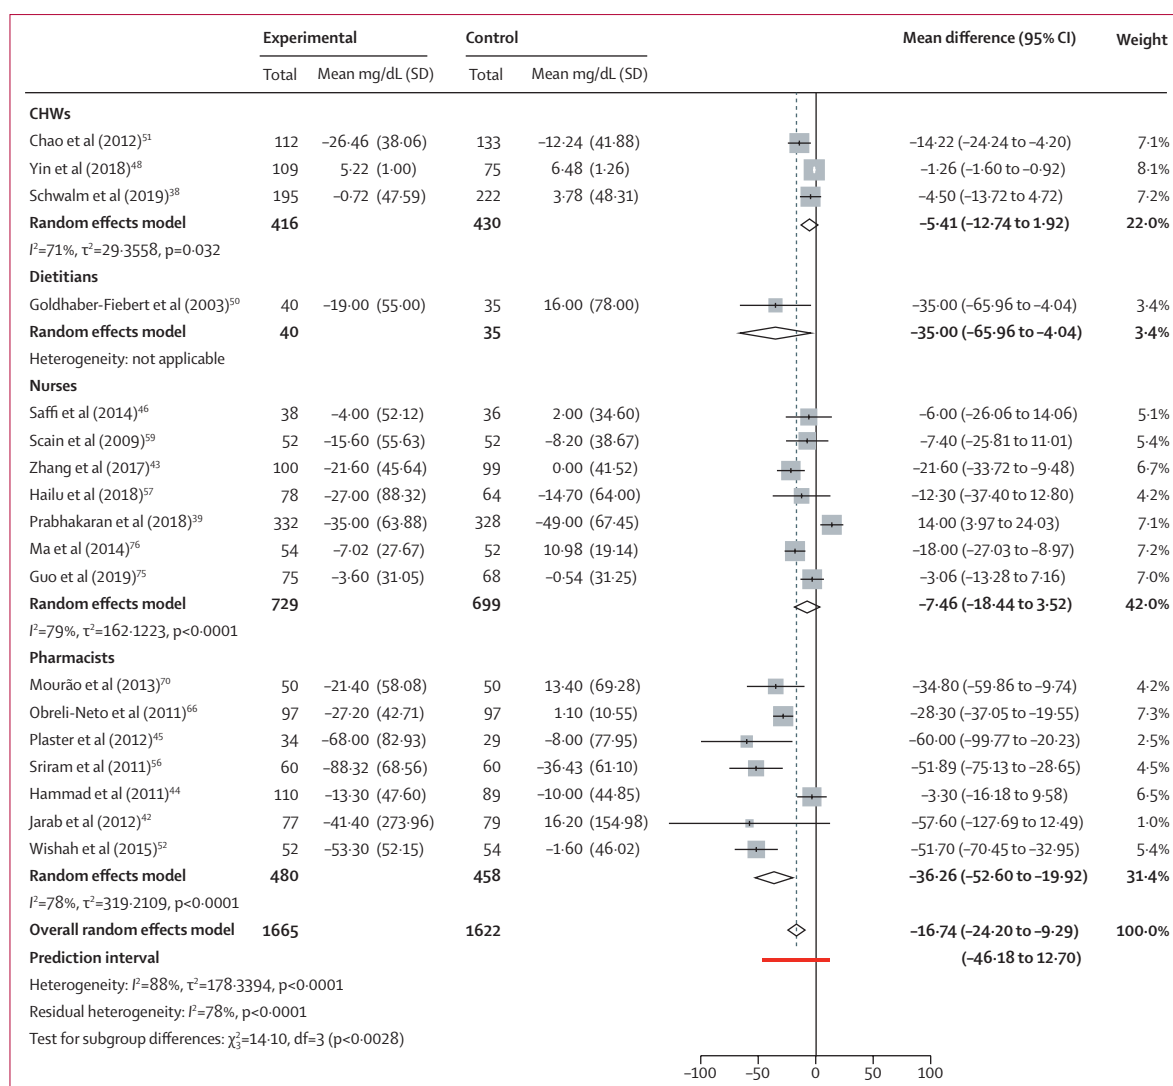 Experimental Control Mean difference (95% CI) Weight
Total Mean mg/dL (SD) Total Mean mg/dL (SD)
CHWs
Chao et al (2012)⁵¹ 112 −26·46 (38·06) 133 −12·24 (41·88) −14·22 (−24·24 to −4·20) 7·1%
Yin et al (2018)⁴⁸ 109 5·22 (1·00) 75 6·48 (1·26) −1·26 (−1·60 to −0·92) 8·1%
Schwalm et al (2019)³⁸ 195 −0·72 (47·59) 222 3·78 (48·31) −4·50 (−13·72 to 4·72) 7·2%
Random effects model 416 430 −5·41 (−12·74 to 1·92) 22·0%
I²=71%, τ²=29·3558, p=0·032
Dietitians
Goldhaber-Fiebert et al (2003)⁵⁰ 40 −19·00 (55·00) 35 16·00 (78·00) −35·00 (−65·96 to −4·04) 3·4%
Random effects model 40 35 −35·00 (−65·96 to −4·04) 3·4%
Heterogeneity: not applicable
Nurses
Saffi et al (2014)⁴⁶ 38 −4·00 (52·12) 36 2·00 (34·60) −6·00 (−26·06 to 14·06) 5·1%
Scain et al (2009)⁵⁹ 52 −15·60 (55·63) 52 −8·20 (38·67) −7·40 (−25·81 to 11·01) 5·4%
Zhang et al (2017)⁴³ 100 −21·60 (45·64) 99 0·00 (41·52) −21·60 (−33·72 to −9·48) 6·7%
Hailu et al (2018)⁵⁷ 78 −27·00 (88·32) 64 −14·70 (64·00) −12·30 (−37·40 to 12·80) 4·2%
Prabhakaran et al (2018)³⁹ 332 −35·00 (63·88) 328 −49·00 (67·45) 14·00 (3·97 to 24·03) 7·1%
Ma et al (2014)⁷⁶ 54 −7·02 (27·67) 52 10·98 (19·14) −18·00 (−27·03 to −8·97) 7·2%
Guo et al (2019)⁷⁵ 75 −3·60 (31·05) 68 −0·54 (31·25) −3·06 (−13·28 to 7·16) 7·0%
Random effects model 729 699 −7·46 (−18·44 to 3·52) 42·0%
I²=79%, τ²=162·1223, p<0·0001
Pharmacists
Mourão et al (2013)⁷⁰ 50 −21·40 (58·08) 50 13·40 (69·28) −34·80 (−59·86 to −9·74) 4·2%
Obreli-Neto et al (2011)⁶⁶ 97 −27·20 (42·71) 97 1·10 (10·55) −28·30 (−37·05 to −19·55) 7·3%
Plaster et al (2012)⁴⁵ 34 −68·00 (82·93) 29 −8·00 (77·95) −60·00 (−99·77 to −20·23) 2·5%
Sriram et al (2011)⁵⁶ 60 −88·32 (68·56) 60 −36·43 (61·10) −51·89 (−75·13 to −28·65) 4·5%
Hammad et al (2011)⁴⁴ 110 −13·30 (47·60) 89 −10·00 (44·85) −3·30 (−16·18 to 9·58) 6·5%
Jarab et al (2012)⁴² 77 −41·40 (273·96) 79 16·20 (154·98) −57·60 (−127·69 to 12·49) 1·0%
Wishah et al (2015)⁵² 52 −53·30 (52·15) 54 −1·60 (46·02) −51·70 (−70·45 to −32·95) 5·4%
Random effects model 480 458 −36·26 (−52·60 to −19·92) 31·4%
I²=78%, τ²=319·2109, p<0·0001
Overall random effects model 1665 1622 −16·74 (−24·20 to −9·29) 100·0%
Prediction interval (−46·18 to 12·70)
Heterogeneity: I²=88%, τ²=178·3394, p<0·0001
Residual heterogeneity: I²=78%, p<0·0001
Test for subgroup differences: χ²₃=14·10, df=3 (p<0·0028)
−100 −50 0 50 100